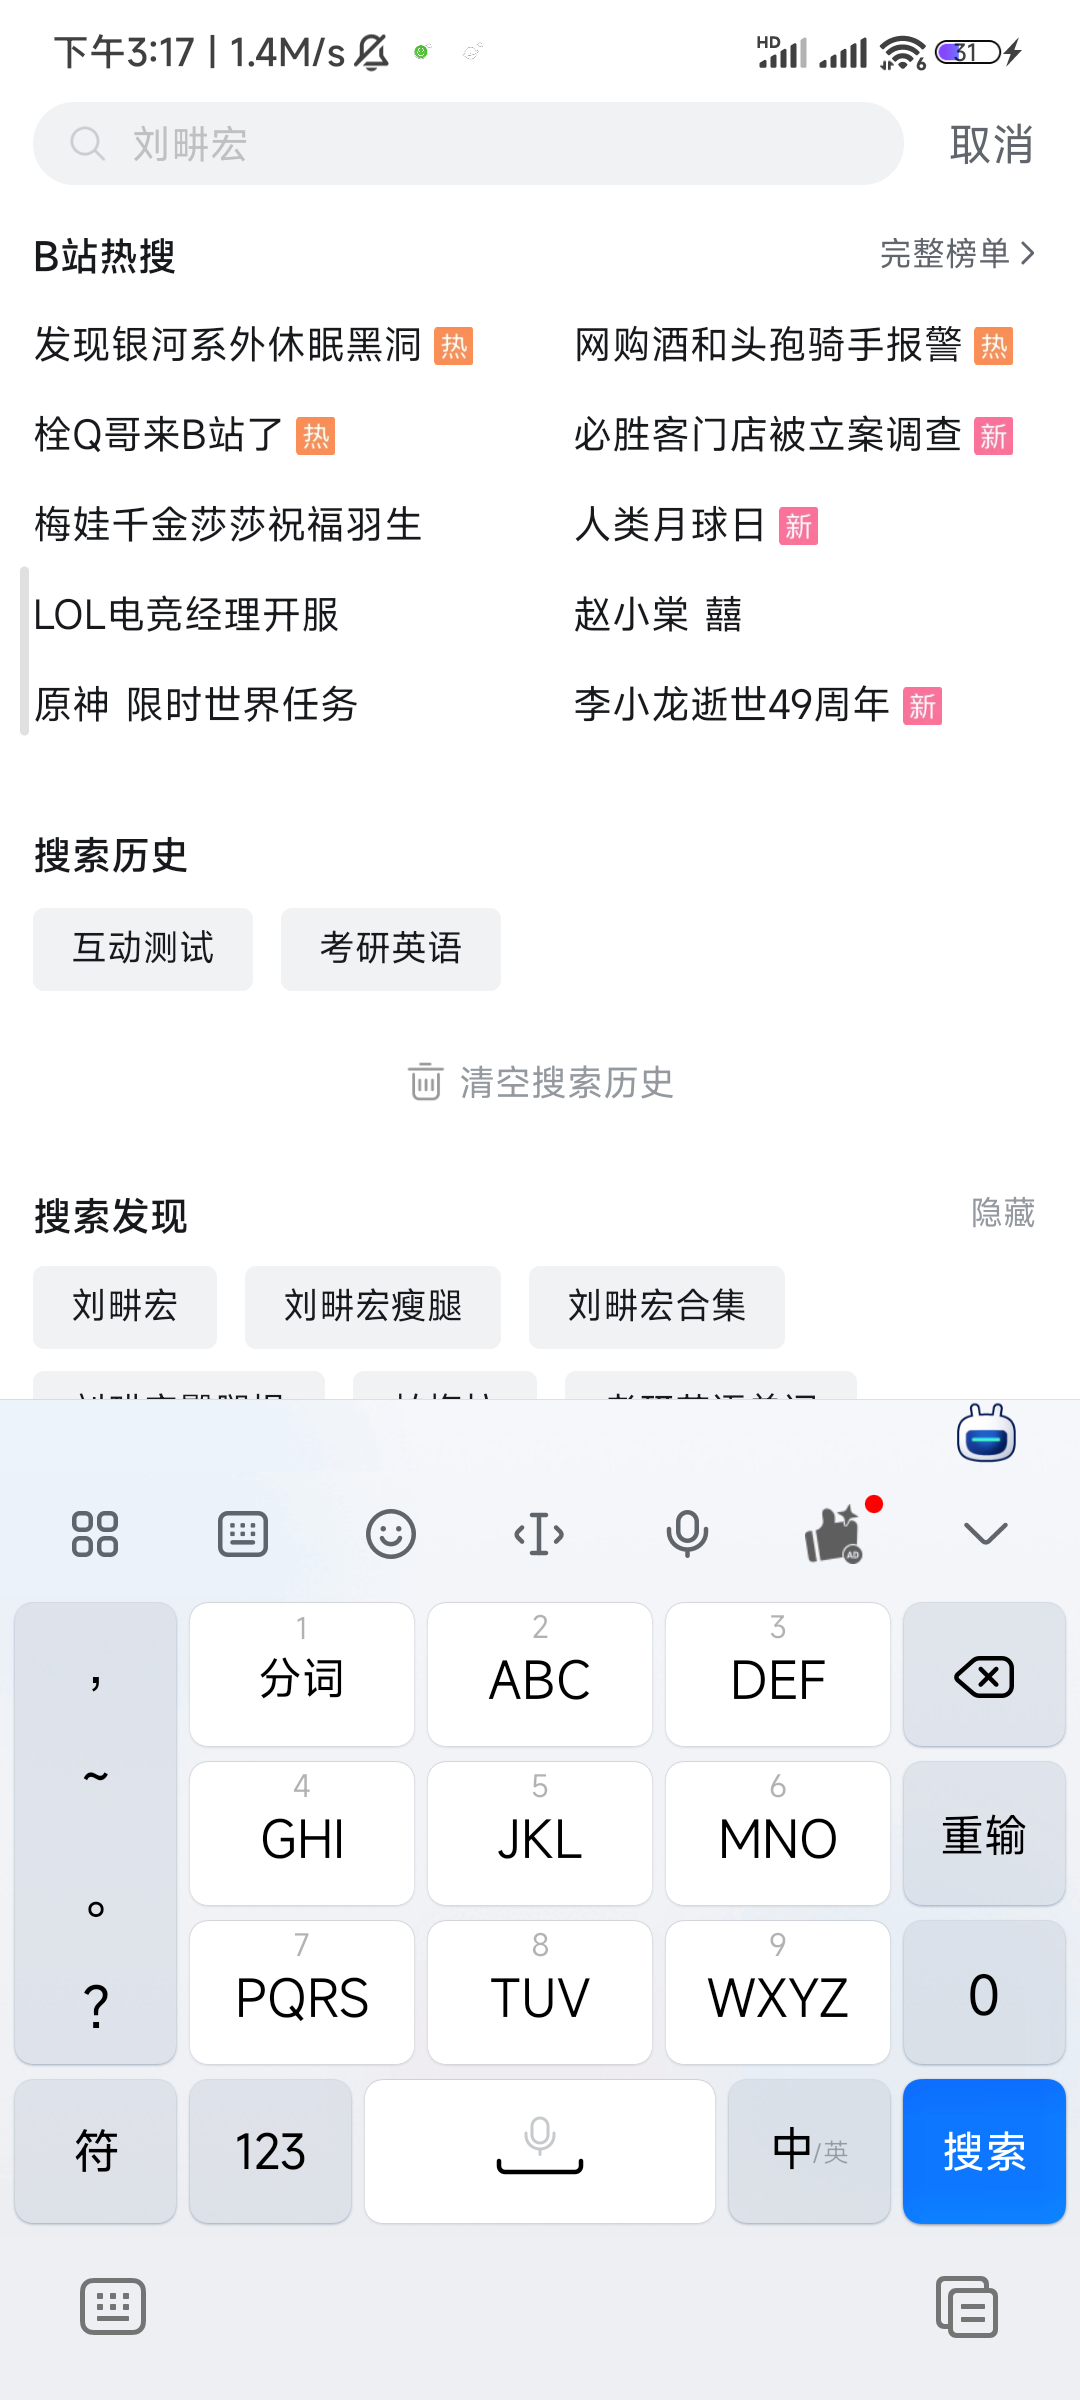 下午3:17 | 1.4M/s HD 6 31
刘畊宏 取消
B站热搜 完整榜单
发现银河系外休眠黑洞 热 网购酒和头孢骑手报警 热
栓Q哥来B站了 热 必胜客门店被立案调查 新
梅娃千金莎莎祝福羽生 人类月球日 新
LOL电竞经理开服 赵小棠 囍
原神 限时世界任务 李小龙逝世49周年 新
搜索历史
互动测试 考研英语
清空搜索历史
搜索发现 隐藏
刘畊宏 刘畊宏瘦腿 刘畊宏合集
AD
， 1 分词 2 ABC 3 DEF
~ 4 GHI 5 JKL 6 MNO 重输
。 7 PQRS 8 TUV 9 WXYZ 0
?
符 123 中/英 搜索